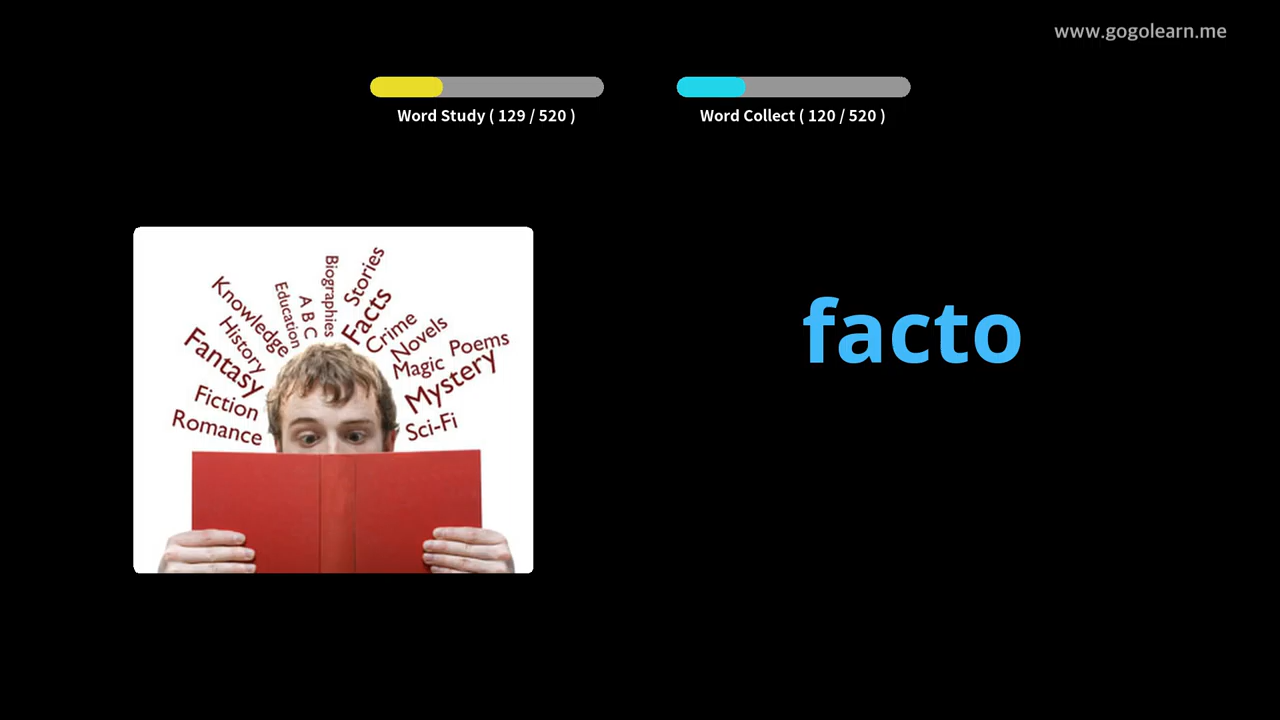 www.gogolearn.me
Word Study ( 129 / 520 )
Word Collect ( 120 / 520 )
facto
Romance
Fiction
Fantasy
History
Knowledge
Education
A B C
Biographies
Stories
Facts
Crime
Novels
Magic
Poems
Mystery
Sci-Fi